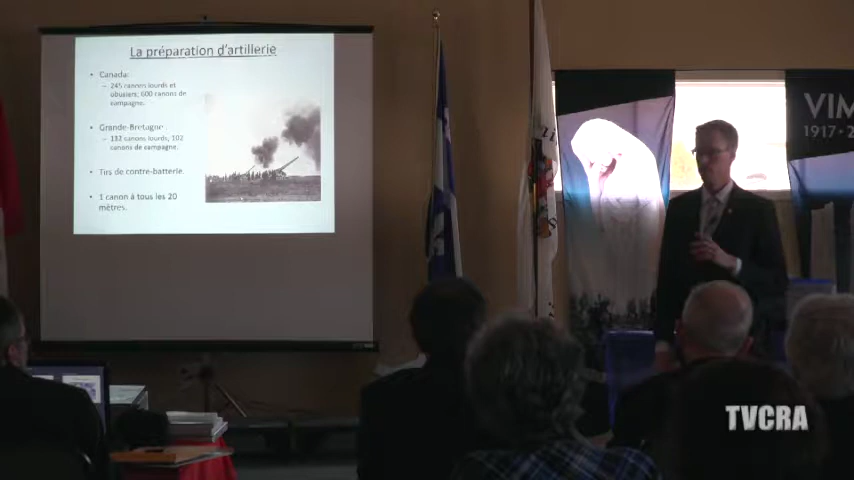 La préparation d'artillerie
• Canada:
– 245 cannes lourds et
obusiers; 600 canons de
campagne.
• Grande-Bretagne:
– 132 canons lourds; 102
canons de campagne.
• Tirs de contre-batterie.
• 1 canon à tous les 20
mètres.
VIM
1917 · 2
TVCRA